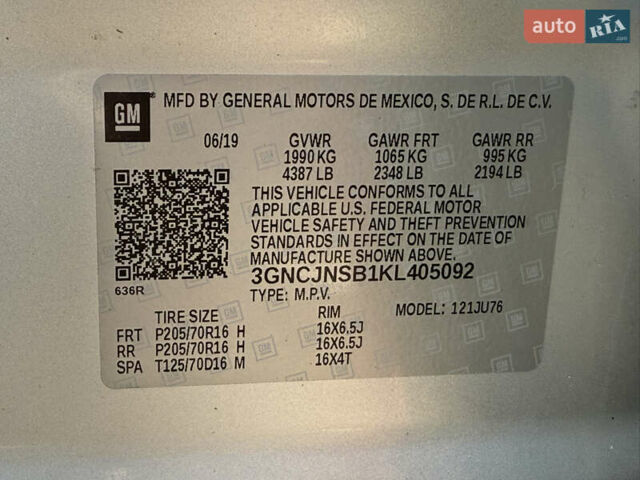 auto RIA.com
GM® MFD BY GENERAL MOTORS DE MEXICO, S. DE R.L. DE C.V.
06/19 GVWR GAWR FRT GAWR RR
1990 KG 1065 KG 995 KG
4387 LB 2348 LB 2194 LB
THIS VEHICLE CONFORMS TO ALL
APPLICABLE U.S. FEDERAL MOTOR
VEHICLE SAFETY AND THEFT PREVENTION
STANDARDS IN EFFECT ON THE DATE OF
MANUFACTURE SHOWN ABOVE.
3GNCJNSB1KL405092
636R TYPE: M.P.V.
TIRE SIZE RIM MODEL: 121JU76
FRT P205/70R16 H 16X6.5J
RR P205/70R16 H 16X6.5J
SPA T125/70D16 M 16X4T